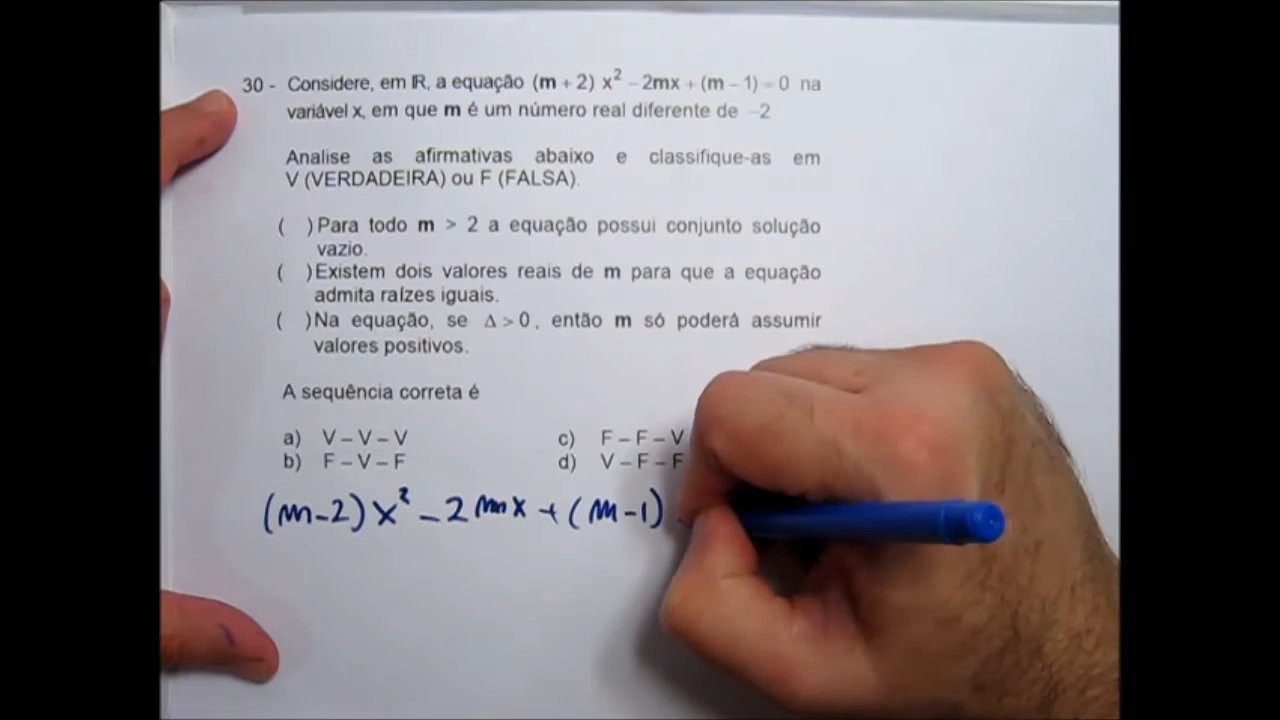 30 - Considere, em IR, a equação (m + 2) x² - 2mx + (m - 1) = 0 na
variável x, em que m é um número real diferente de -2
Analise as afirmativas abaixo e classifique-as em
V (VERDADEIRA) ou F (FALSA).
( ) Para todo m > 2 a equação possui conjunto solução
vazio.
( ) Existem dois valores reais de m para que a equação
admita raízes iguais.
( ) Na equação, se Δ > 0, então m só poderá assumir
valores positivos.
A sequência correta é
a) V – V – V
b) F – V – F
c) F – F – V
d) V – F – F
(m-2)x² - 2mx + (m-1)